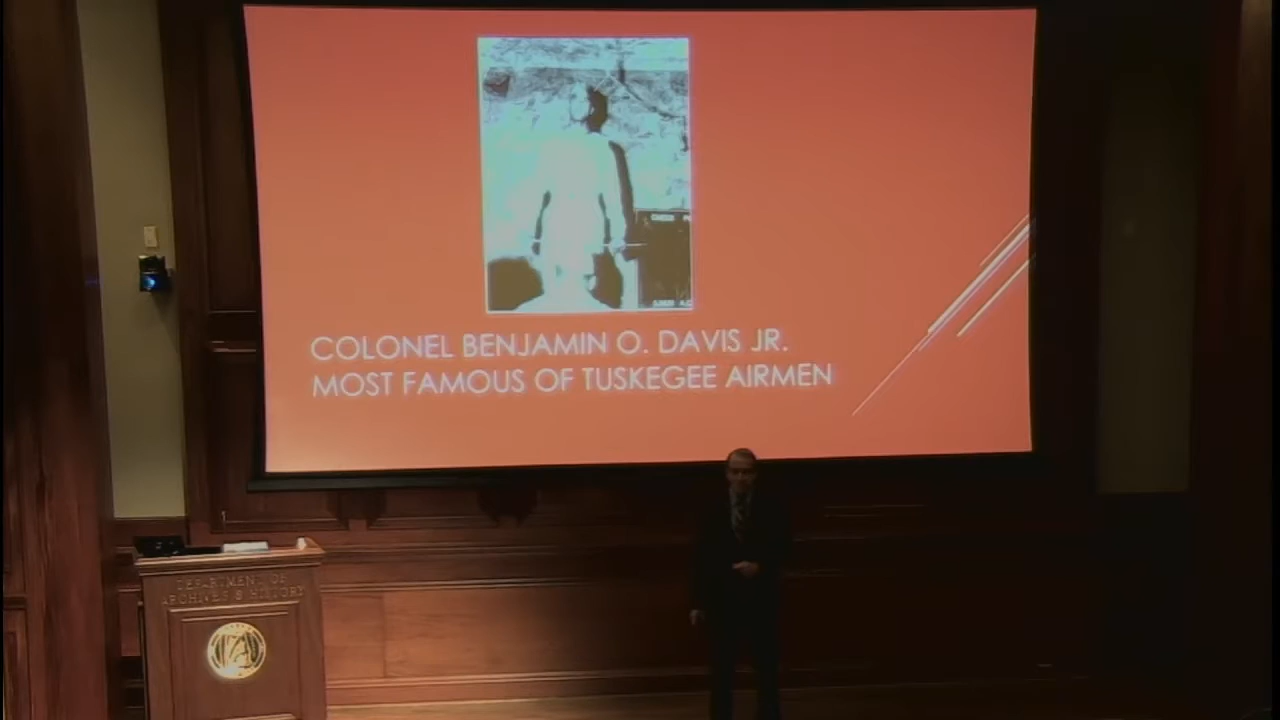 COLONEL BENJAMIN O. DAVIS JR.
MOST FAMOUS OF TUSKEGEE AIRMEN
DEPARTMENT OF
ARCHIVES & HISTORY